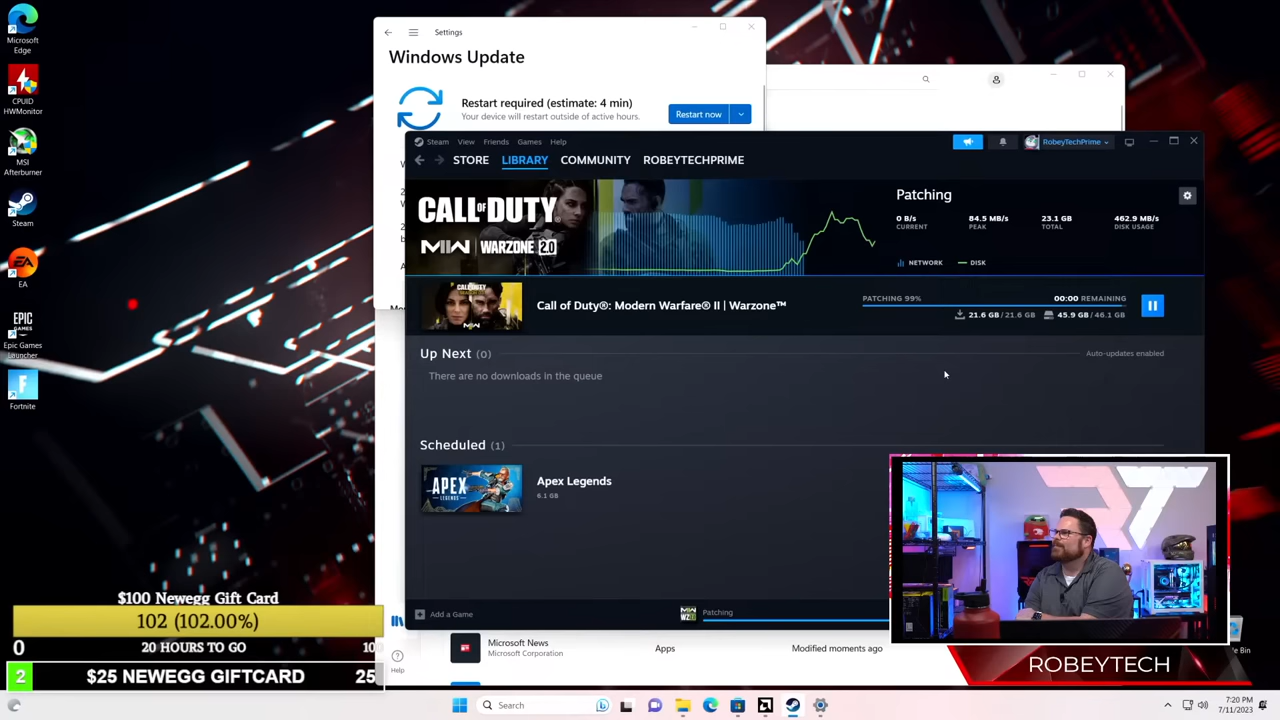 Microsoft
Edge
CPUID
HWMonitor
MSI
Afterburner
Steam
EA
EPIC
GAMES
Epic Games
Launcher
Fortnite
Settings
Windows Update
Restart required (estimate: 4 min)
Your device will restart outside of active hours.
Restart now
Steam View Friends Games Help
RobeyTechPrime
STORE LIBRARY COMMUNITY ROBEYTECHPRIME
CALL OF DUTY
MWII WARZONE 2.0
Patching
0 B/s 84.5 MB/s 23.1 GB 462.9 MB/s
CURRENT PEAK TOTAL DISK USAGE
NETWORK DISK
Call of Duty®: Modern Warfare® II | Warzone™
PATCHING 99% 00:00 REMAINING
21.6 GB / 21.6 GB 45.9 GB / 46.1 GB
Up Next (0)
Auto-updates enabled
There are no downloads in the queue
Scheduled (1)
APEX
LEGENDS
Apex Legends
6.1 GB
Add a Game
Patching
Help
Microsoft News
Microsoft Corporation
Apps
Modified moments ago
ROBEYTECH
$100 Newegg Gift Card
102 (102.00%)
0 20 HOURS TO GO 100
2 $25 NEWEGG GIFTCARD 25
Search
7:20 PM
7/11/2023